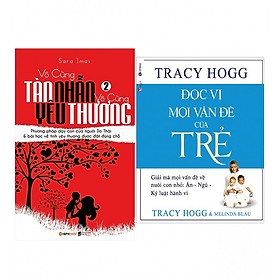 Sara Imas
Vô Cùng
TÀN NHẪN 2 Vô Cùng
YÊU
THƯƠNG
Phương pháp dạy con của người Do Thái
& bài học về tình yêu thương được đặt đúng chỗ
TRACY HOGG
ĐỌC VỊ
MỌI VẤN ĐỀ
CỦA
TRẺ
Giải mã mọi vấn đề về
nuôi con nhỏ: Ăn - Ngủ -
Kỷ luật hành vi
TRACY HOGG
& MELINDA BLAU